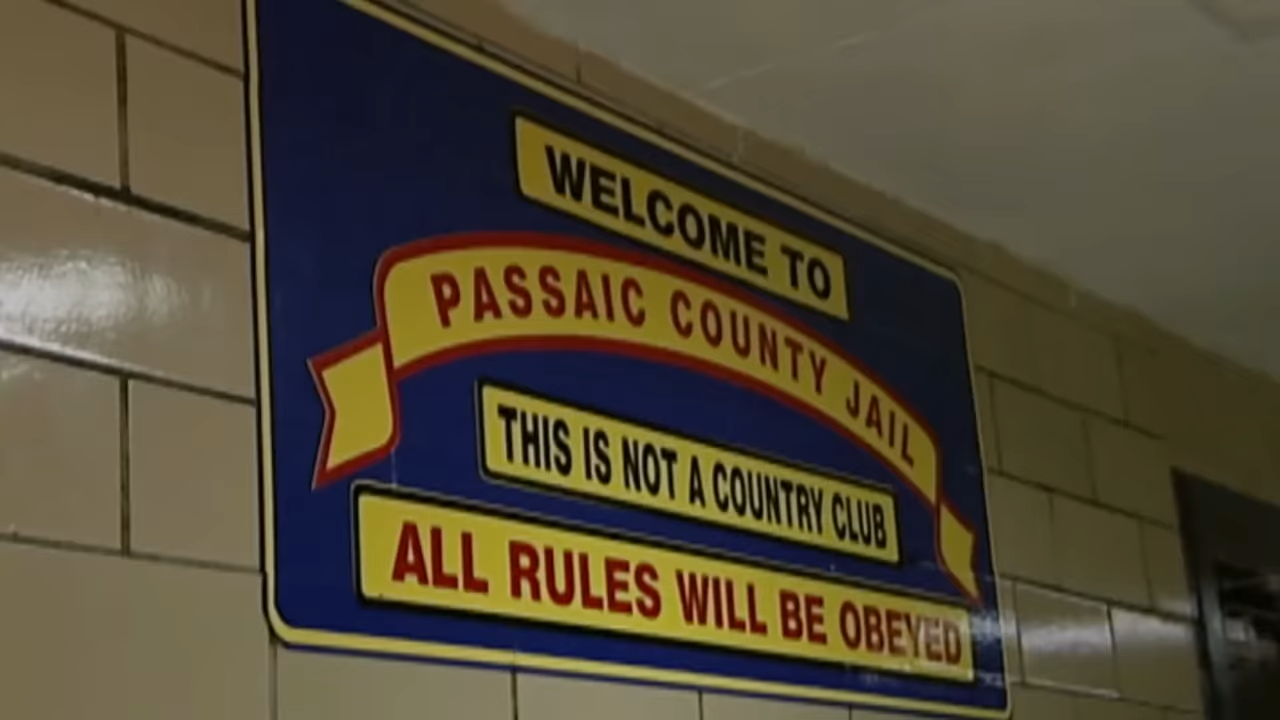 WELCOME TO
PASSAIC COUNTY JAIL
THIS IS NOT A COUNTRY CLUB
ALL RULES WILL BE OBEYED